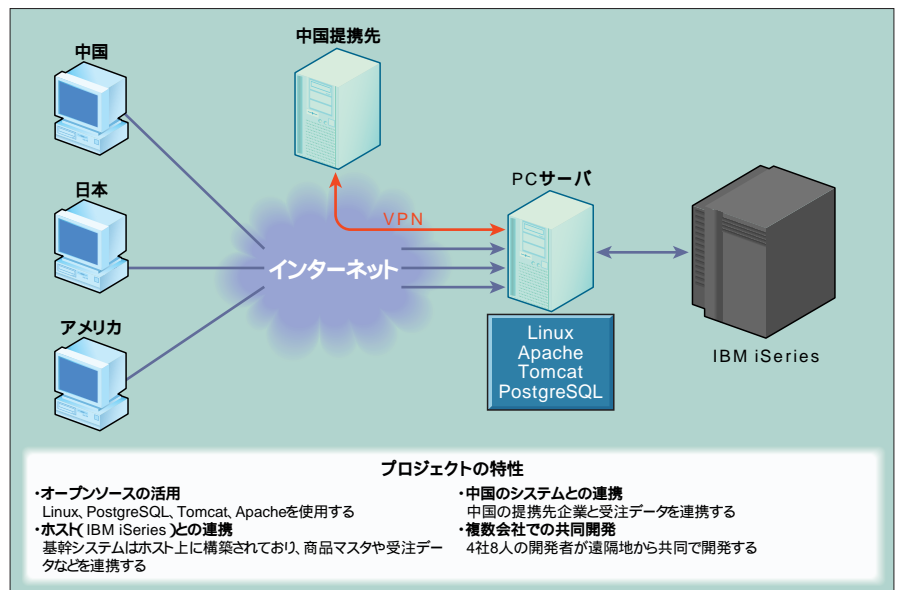 中国
中国提携先
日本
アメリカ
インターネット
VPN
PCサーバ
Linux
Apache
Tomcat
PostgreSQL
IBM iSeries
プロジェクトの特性
・オープンソースの活用
Linux、PostgreSQL、Tomcat、Apacheを使用する
・ホスト(IBM iSeries)との連携
基幹システムはホスト上に構築されており、商品マスタや受注デー
タなどを連携する
・中国のシステムとの連携
中国の提携先企業と受注データを連携する
・複数会社での共同開発
4社8人の開発者が遠隔地から共同で開発する